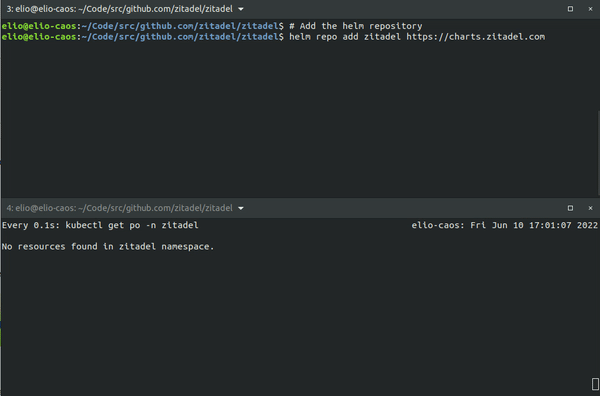 3: elio@elio-caos:~/Code/src/github.com/zitadel/zitadel
elio@elio-caos:~/Code/src/github.com/zitadel/zitadel$ # Add the helm repository
elio@elio-caos:~/Code/src/github.com/zitadel/zitadel$ helm repo add zitadel https://charts.zitadel.com
4: elio@elio-caos:~/Code/src/github.com/zitadel/zitadel
Every 0.1s: kubectl get po -n zitadel elio-caos: Fri Jun 10 17:01:07 2022
No resources found in zitadel namespace.